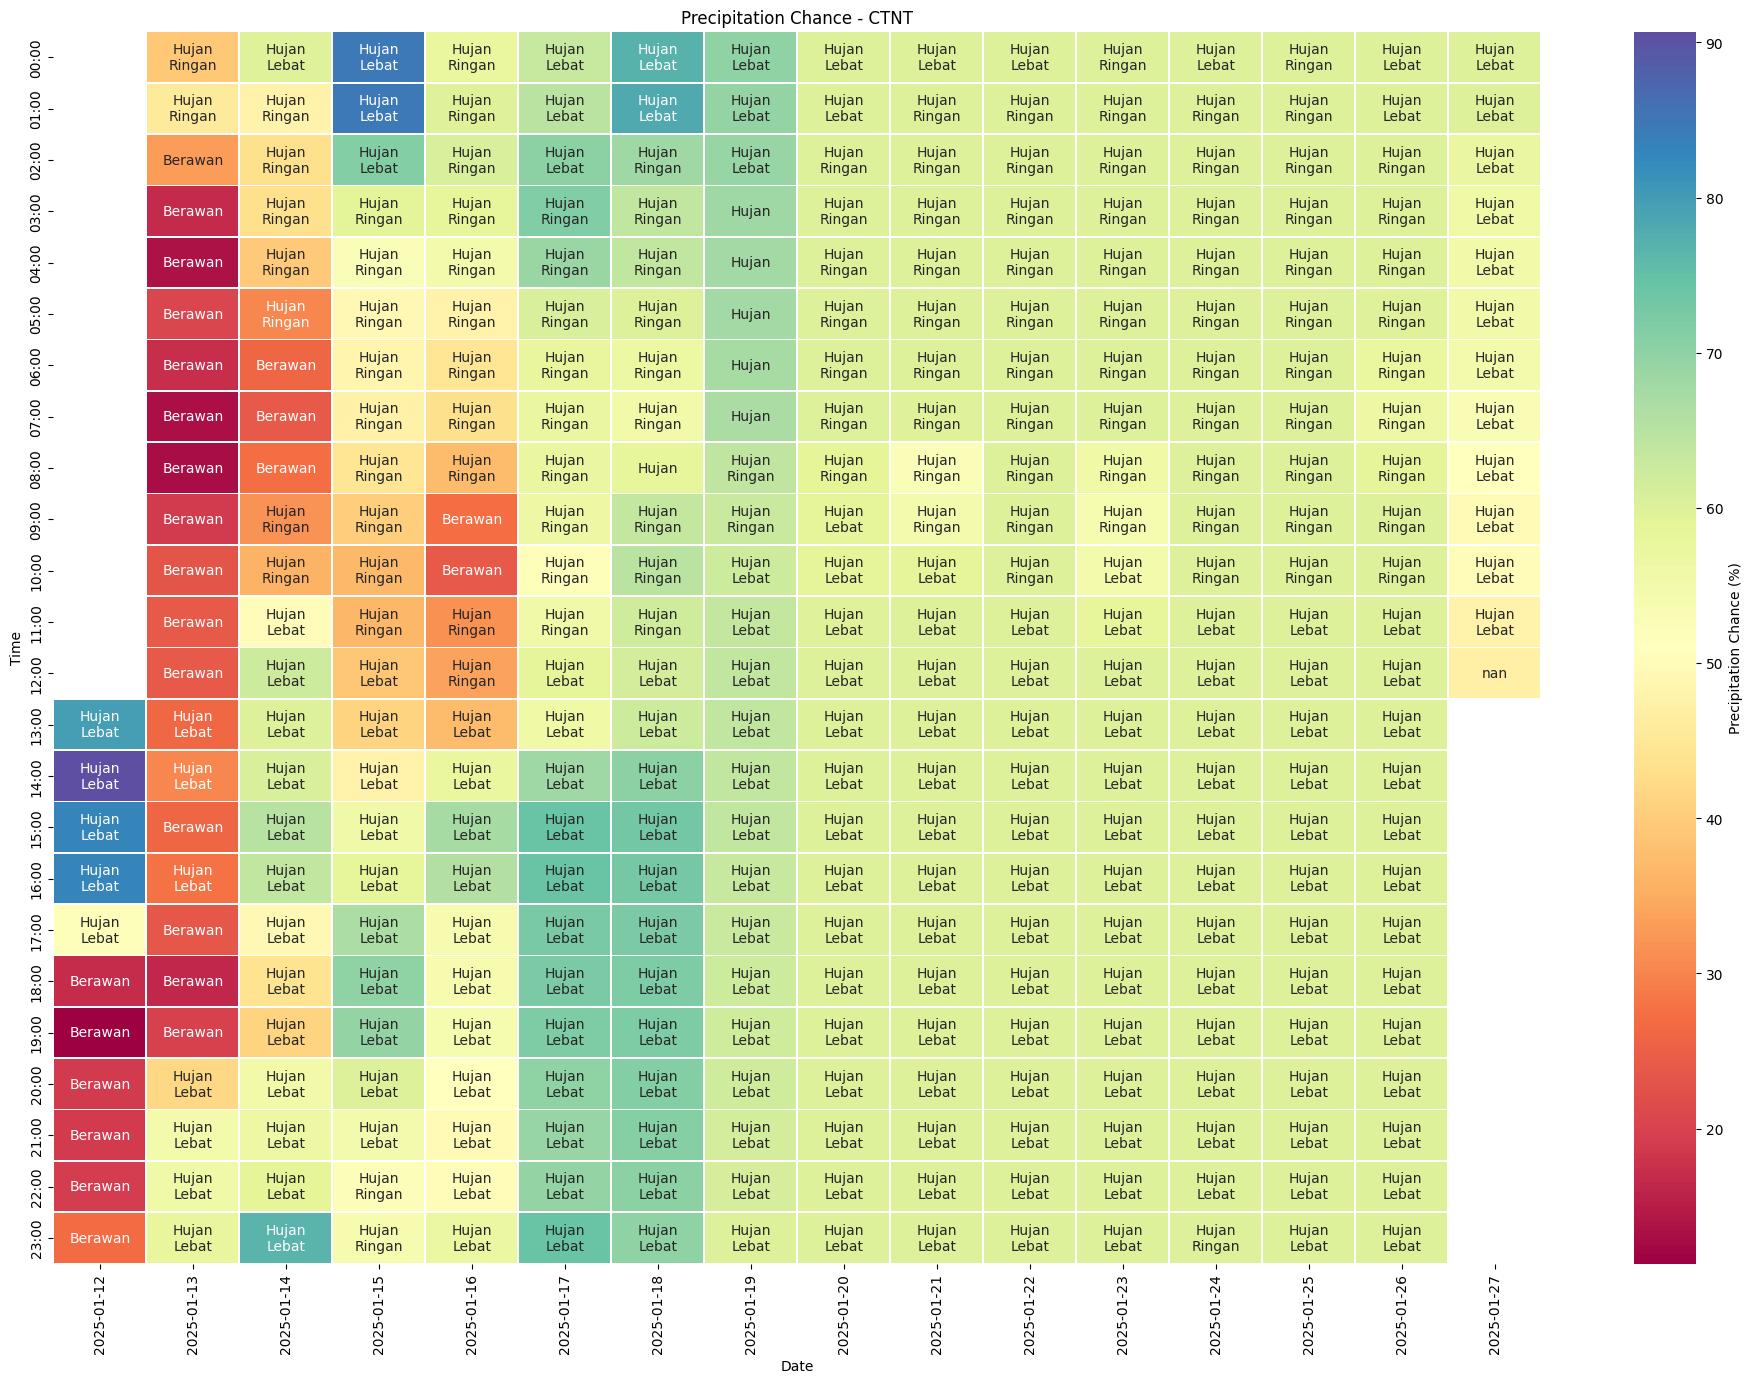 Precipitation Chance - CTNT
00:00 Hujan Ringan Hujan Lebat Hujan Lebat Hujan Ringan Hujan Lebat Hujan Lebat Hujan Lebat Hujan Lebat Hujan Lebat Hujan Lebat Hujan Ringan Hujan Lebat Hujan Ringan Hujan Lebat Hujan Lebat
01:00 Hujan Ringan Hujan Ringan Hujan Lebat Hujan Ringan Hujan Lebat Hujan Lebat Hujan Lebat Hujan Lebat Hujan Ringan Hujan Ringan Hujan Ringan Hujan Ringan Hujan Ringan Hujan Lebat Hujan Lebat
02:00 Berawan Hujan Ringan Hujan Lebat Hujan Ringan Hujan Lebat Hujan Ringan Hujan Lebat Hujan Ringan Hujan Ringan Hujan Ringan Hujan Ringan Hujan Ringan Hujan Ringan Hujan Ringan Hujan Lebat
03:00 Berawan Hujan Ringan Hujan Ringan Hujan Ringan Hujan Ringan Hujan Ringan Hujan Hujan Ringan Hujan Ringan Hujan Ringan Hujan Ringan Hujan Ringan Hujan Ringan Hujan Ringan Hujan Lebat
04:00 Berawan Hujan Ringan Hujan Ringan Hujan Ringan Hujan Ringan Hujan Ringan Hujan Hujan Ringan Hujan Ringan Hujan Ringan Hujan Ringan Hujan Ringan Hujan Ringan Hujan Ringan Hujan Lebat
05:00 Berawan Hujan Ringan Hujan Ringan Hujan Ringan Hujan Ringan Hujan Ringan Hujan Hujan Ringan Hujan Ringan Hujan Ringan Hujan Ringan Hujan Ringan Hujan Ringan Hujan Ringan Hujan Lebat
06:00 Berawan Berawan Hujan Ringan Hujan Ringan Hujan Ringan Hujan Ringan Hujan Hujan Ringan Hujan Ringan Hujan Ringan Hujan Ringan Hujan Ringan Hujan Ringan Hujan Ringan Hujan Lebat
07:00 Berawan Berawan Hujan Ringan Hujan Ringan Hujan Ringan Hujan Ringan Hujan Hujan Ringan Hujan Ringan Hujan Ringan Hujan Ringan Hujan Ringan Hujan Ringan Hujan Ringan Hujan Lebat
08:00 Berawan Berawan Hujan Ringan Hujan Ringan Hujan Ringan Hujan Hujan Ringan Hujan Ringan Hujan Ringan Hujan Ringan Hujan Ringan Hujan Ringan Hujan Ringan Hujan Ringan Hujan Lebat
09:00 Berawan Hujan Ringan Hujan Ringan Berawan Hujan Ringan Hujan Ringan Hujan Ringan Hujan Lebat Hujan Ringan Hujan Ringan Hujan Ringan Hujan Ringan Hujan Ringan Hujan Ringan Hujan Lebat
10:00 Berawan Hujan Ringan Hujan Ringan Berawan Hujan Ringan Hujan Ringan Hujan Lebat Hujan Lebat Hujan Lebat Hujan Ringan Hujan Lebat Hujan Ringan Hujan Ringan Hujan Ringan Hujan Lebat
11:00 Berawan Hujan Lebat Hujan Ringan Hujan Ringan Hujan Ringan Hujan Ringan Hujan Lebat Hujan Lebat Hujan Lebat Hujan Lebat Hujan Lebat Hujan Lebat Hujan Lebat Hujan Lebat Hujan Lebat
12:00 Berawan Hujan Lebat Hujan Lebat Hujan Ringan Hujan Lebat Hujan Lebat Hujan Lebat Hujan Lebat Hujan Lebat Hujan Lebat Hujan Lebat Hujan Lebat Hujan Lebat Hujan Lebat nan
13:00 Hujan Lebat Hujan Lebat Hujan Lebat Hujan Lebat Hujan Lebat Hujan Lebat Hujan Lebat Hujan Lebat Hujan Lebat Hujan Lebat Hujan Lebat Hujan Lebat Hujan Lebat Hujan Lebat Hujan Lebat
14:00 Hujan Lebat Hujan Lebat Hujan Lebat Hujan Lebat Hujan Lebat Hujan Lebat Hujan Lebat Hujan Lebat Hujan Lebat Hujan Lebat Hujan Lebat Hujan Lebat Hujan Lebat Hujan Lebat Hujan Lebat
15:00 Hujan Lebat Berawan Hujan Lebat Hujan Lebat Hujan Lebat Hujan Lebat Hujan Lebat Hujan Lebat Hujan Lebat Hujan Lebat Hujan Lebat Hujan Lebat Hujan Lebat Hujan Lebat Hujan Lebat
16:00 Hujan Lebat Hujan Lebat Hujan Lebat Hujan Lebat Hujan Lebat Hujan Lebat Hujan Lebat Hujan Lebat Hujan Lebat Hujan Lebat Hujan Lebat Hujan Lebat Hujan Lebat Hujan Lebat Hujan Lebat
17:00 Hujan Lebat Berawan Hujan Lebat Hujan Lebat Hujan Lebat Hujan Lebat Hujan Lebat Hujan Lebat Hujan Lebat Hujan Lebat Hujan Lebat Hujan Lebat Hujan Lebat Hujan Lebat Hujan Lebat
18:00 Berawan Berawan Hujan Lebat Hujan Lebat Hujan Lebat Hujan Lebat Hujan Lebat Hujan Lebat Hujan Lebat Hujan Lebat Hujan Lebat Hujan Lebat Hujan Lebat Hujan Lebat Hujan Lebat
19:00 Berawan Berawan Hujan Lebat Hujan Lebat Hujan Lebat Hujan Lebat Hujan Lebat Hujan Lebat Hujan Lebat Hujan Lebat Hujan Lebat Hujan Lebat Hujan Lebat Hujan Lebat Hujan Lebat
20:00 Berawan Hujan Lebat Hujan Lebat Hujan Lebat Hujan Lebat Hujan Lebat Hujan Lebat Hujan Lebat Hujan Lebat Hujan Lebat Hujan Lebat Hujan Lebat Hujan Lebat Hujan Lebat Hujan Lebat
21:00 Berawan Hujan Lebat Hujan Lebat Hujan Lebat Hujan Lebat Hujan Lebat Hujan Lebat Hujan Lebat Hujan Lebat Hujan Lebat Hujan Lebat Hujan Lebat Hujan Lebat Hujan Lebat Hujan Lebat
22:00 Berawan Hujan Lebat Hujan Lebat Hujan Ringan Hujan Lebat Hujan Lebat Hujan Lebat Hujan Lebat Hujan Lebat Hujan Lebat Hujan Lebat Hujan Lebat Hujan Lebat Hujan Lebat Hujan Lebat
23:00 Berawan Hujan Lebat Hujan Lebat Hujan Ringan Hujan Lebat Hujan Lebat Hujan Lebat Hujan Lebat Hujan Lebat Hujan Lebat Hujan Lebat Hujan Lebat Hujan Ringan Hujan Lebat Hujan Lebat
Time
2025-01-12 2025-01-13 2025-01-14 2025-01-15 2025-01-16 2025-01-17 2025-01-18 2025-01-19 2025-01-20 2025-01-21 2025-01-22 2025-01-23 2025-01-24 2025-01-25 2025-01-26 2025-01-27
Date
90
80
70
60
50
40
30
20
Precipitation Chance (%)